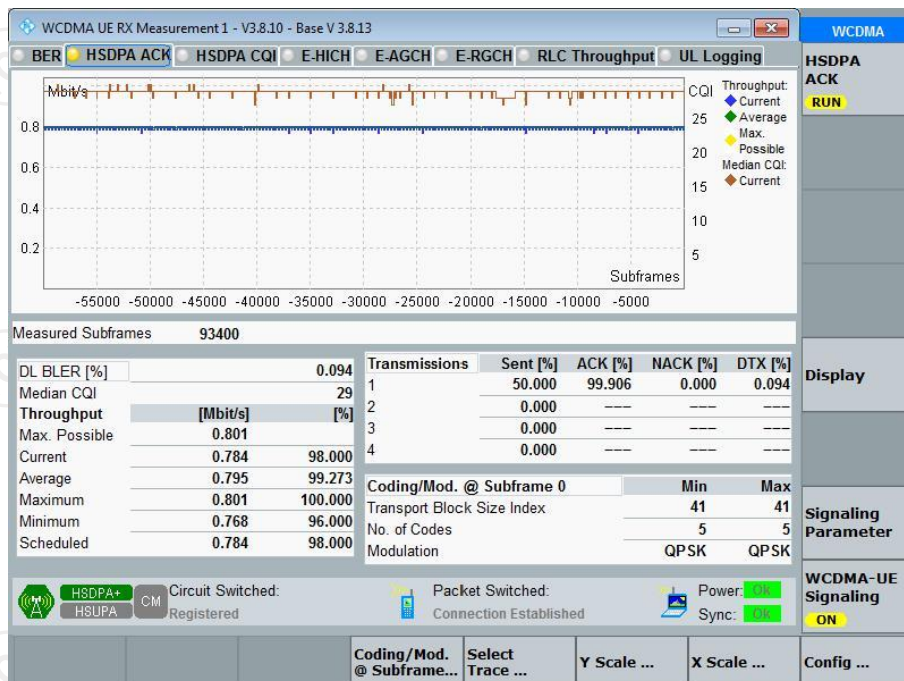 WCDMA UE RX Measurement 1 - V3.8.10 - Base V 3.8.13
WCDMA
BER HSDPA ACK HSDPA CQI E-HICH E-AGCH E-RGCH RLC Throughput UL Logging
HSDPA
ACK
RUN
Mbit/s
CQI
Throughput:
Current
Average
Max.
Possible
Median CQI:
Current
0.8
0.6
0.4
0.2
25
20
15
10
5
Subframes
-55000 -50000 -45000 -40000 -35000 -30000 -25000 -20000 -15000 -10000 -5000
Measured Subframes 93400
DL BLER [%] 0.094
Median CQI 29
Throughput [Mbit/s] [%]
Max. Possible 0.801
Current 0.784 98.000
Average 0.795 99.273
Maximum 0.801 100.000
Minimum 0.768 96.000
Scheduled 0.784 98.000
Transmissions Sent [%] ACK [%] NACK [%] DTX [%]
1 50.000 99.906 0.000 0.094
2 0.000 --- --- ---
3 0.000 --- --- ---
4 0.000 --- --- ---
Coding/Mod. @ Subframe 0 Min Max
Transport Block Size Index 41 41
No. of Codes 5 5
Modulation QPSK QPSK
Display
Signaling
Parameter
WCDMA-UE
Signaling
ON
HSDPA+
HSUPA
CM
Circuit Switched:
Registered
Packet Switched:
Connection Established
Power: Ok
Sync: Ok
Coding/Mod.
@ Subframe...
Select
Trace ...
Y Scale ...
X Scale ...
Config ...